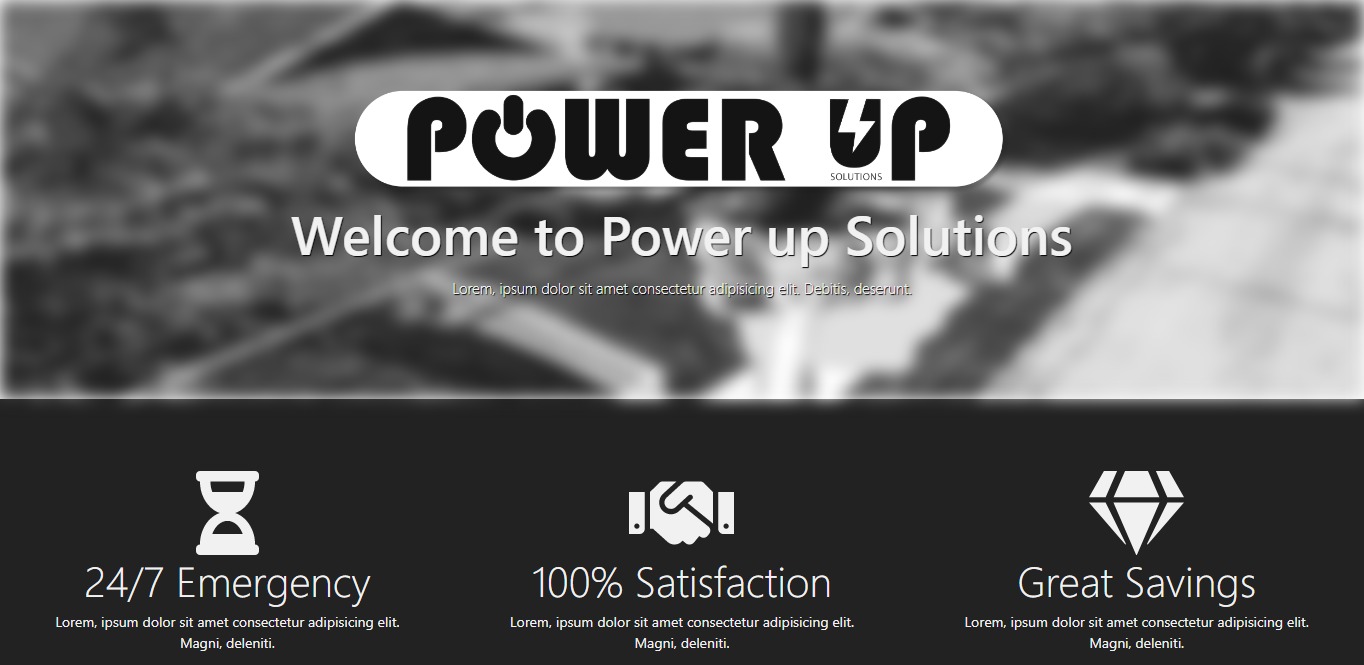 POWER UP
SOLUTIONS
Welcome to Power up Solutions
Lorem, ipsum dolor sit amet consectetur adipisicing elit. Debitis, deserunt.
24/7 Emergency
Lorem, ipsum dolor sit amet consectetur adipisicing elit.
Magni, deleniti.
100% Satisfaction
Lorem, ipsum dolor sit amet consectetur adipisicing elit.
Magni, deleniti.
Great Savings
Lorem, ipsum dolor sit amet consectetur adipisicing elit.
Magni, deleniti.